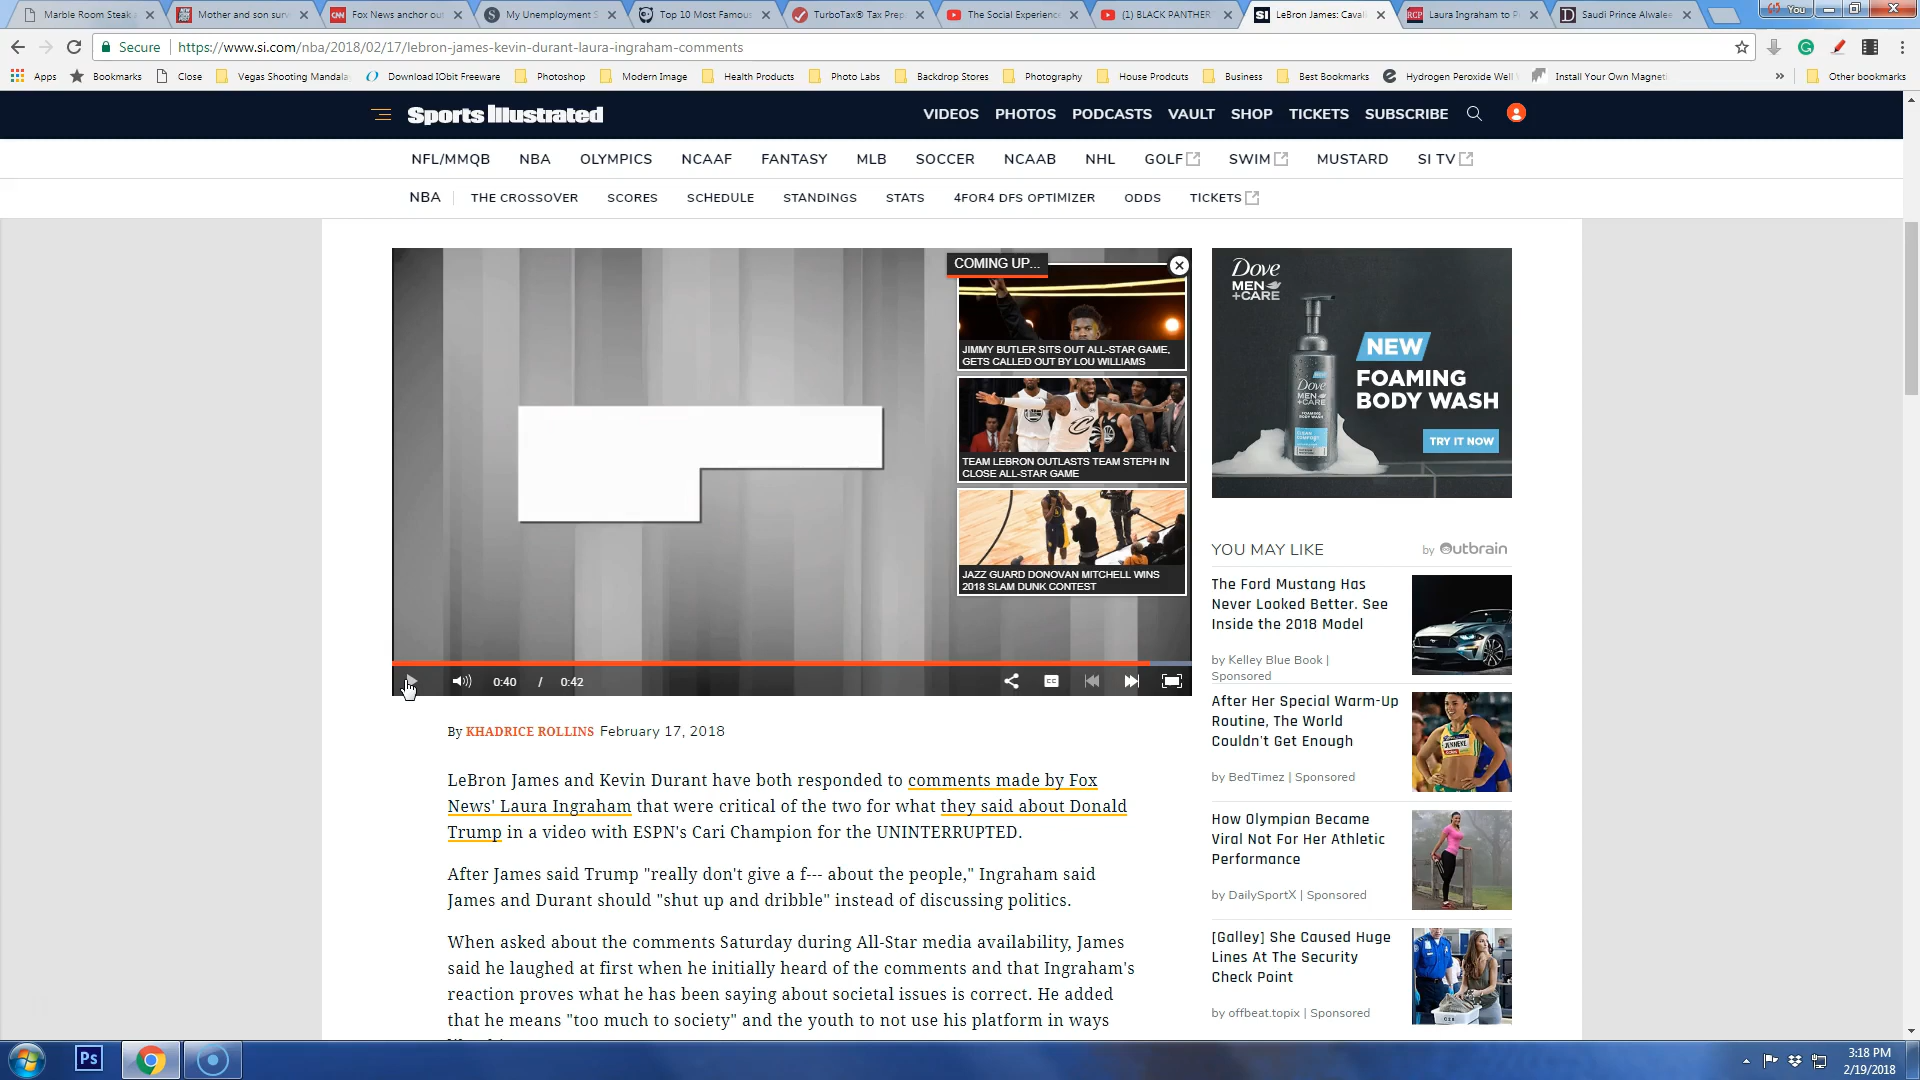 Marble Room Steak
Mother and son surv
Fox News anchor out
My Unemployment S
Top 10 Most Famous
TurboTax® Tax Prep
The Social Experience
(1) BLACK PANTHER
LeBron James: Caval
Laura Ingraham to P
Saudi Prince Alwalee
You
Secure
https://www.si.com/nba/2018/02/17/lebron-james-kevin-durant-laura-ingraham-comments
Apps
Bookmarks
Close
Vegas Shooting Mandala
Download IObit Freeware
Photoshop
Modern Image
Health Products
Photo Labs
Backdrop Stores
Photography
House Prodcuts
Business
Best Bookmarks
Hydrogen Peroxide Well
Install Your Own Magneti
»
Other bookmarks
Sports Illustrated
VIDEOS PHOTOS PODCASTS VAULT SHOP TICKETS SUBSCRIBE
NFL/MMQB NBA OLYMPICS NCAAF FANTASY MLB SOCCER NCAAB NHL GOLF SWIM MUSTARD SI TV
NBA THE CROSSOVER SCORES SCHEDULE STANDINGS STATS 4FOR4 DFS OPTIMIZER ODDS TICKETS
COMING UP...
JIMMY BUTLER SITS OUT ALL-STAR GAME,
GETS CALLED OUT BY LOU WILLIAMS
TEAM LEBRON OUTLASTS TEAM STEPH IN
CLOSE ALL-STAR GAME
JAZZ GUARD DONOVAN MITCHELL WINS
2018 SLAM DUNK CONTEST
0:40 / 0:42
CC
Dove
MEN
+CARE
NEW
FOAMING
BODY WASH
TRY IT NOW
Dove
MEN+CARE
YOU MAY LIKE
by Outbrain
The Ford Mustang Has
Never Looked Better. See
Inside the 2018 Model
by Kelley Blue Book |
Sponsored
After Her Special Warm-Up
Routine, The World
Couldn't Get Enough
by BedTimez | Sponsored
JENNEKE
How Olympian Became
Viral Not For Her Athletic
Performance
by DailySportX | Sponsored
[Galley] She Caused Huge
Lines At The Security
Check Point
by offbeat.topix | Sponsored
By KHADRICE ROLLINS February 17, 2018
LeBron James and Kevin Durant have both responded to comments made by Fox
News' Laura Ingraham that were critical of the two for what they said about Donald
Trump in a video with ESPN's Cari Champion for the UNINTERRUPTED.
After James said Trump "really don't give a f--- about the people," Ingraham said
James and Durant should "shut up and dribble" instead of discussing politics.
When asked about the comments Saturday during All-Star media availability, James
said he laughed at first when he initially heard of the comments and that Ingraham's
reaction proves what he has been saying about societal issues is correct. He added
that he means "too much to society" and the youth to not use his platform in ways
Ps
3:18 PM
2/19/2018